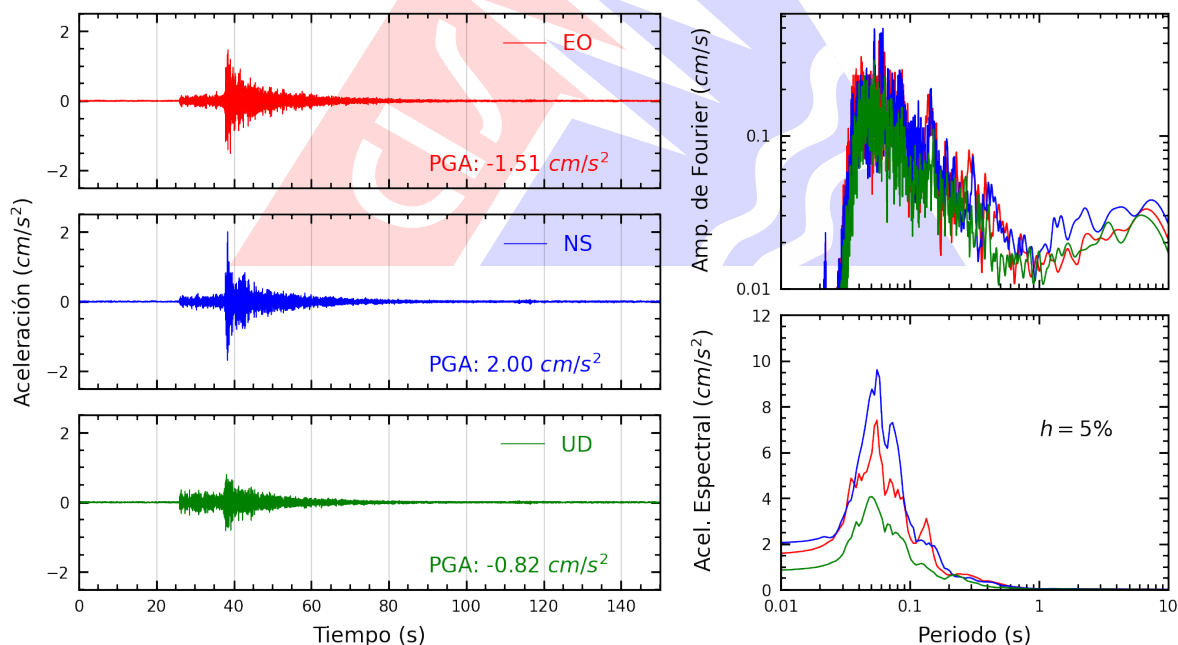 Aceleración (cm/s²)
2
0
−2
EO
PGA: -1.51 cm/s²
2
0
−2
NS
PGA: 2.00 cm/s²
2
0
−2
UD
PGA: -0.82 cm/s²
0 20 40 60 80 100 120 140
Tiempo (s)
Amp. de Fourier (cm/s)
0.1
0.01
Acel. Espectral (cm/s²)
12
10
8
6
4
2
0
h = 5%
0.01 0.1 1 10
Periodo (s)